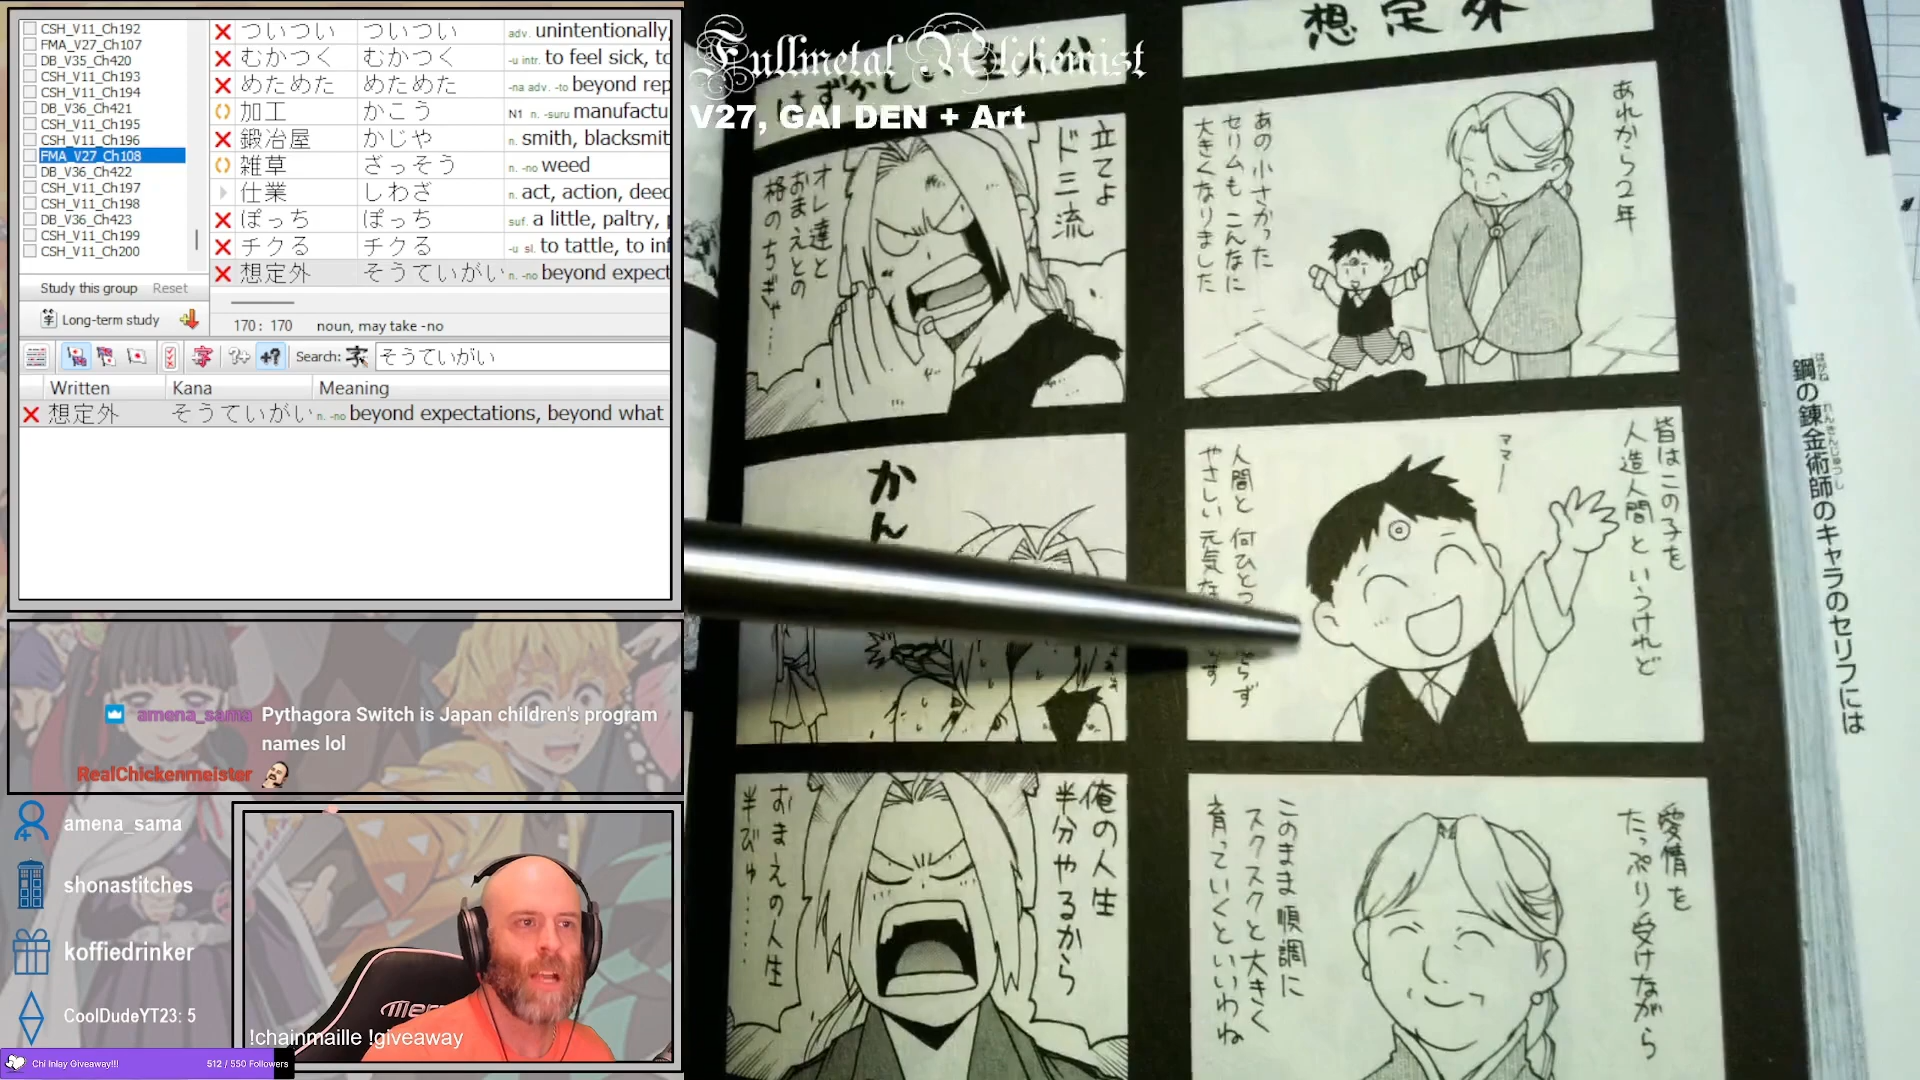 CSH_V11_Ch192
FMA_V27_Ch107
DB_V35_Ch420
CSH_V11_Ch193
CSH_V11_Ch194
DB_V36_Ch421
CSH_V11_Ch195
CSH_V11_Ch196
FMA_V27_Ch108
DB_V36_Ch422
CSH_V11_Ch197
CSH_V11_Ch198
DB_V36_Ch423
CSH_V11_Ch199
CSH_V11_Ch200
Study this group Reset
Long-term study
ついつい ついつい adv. unintentionally,
むかつく むかつく -u intr. to feel sick, to
めためた めためた -na adv. -to beyond rep
加工 かこう N1 n. -suru manufactu
鍛冶屋 かじや n. smith, blacksmit
雑草 ざっそう n. -no weed
仕業 しわざ n. act, action, deed
ぽっち ぽっち suf. a little, paltry,
チクる チクる -u sl. to tattle, to inf
想定外 そうていがい n. -no beyond expect
170: 170 noun, may take -no
Search: そうていがい
Written Kana Meaning
想定外 そうていがい n. -no beyond expectations, beyond what
amena_sama Pythagora Switch is Japan children's program
names lol
RealChickenmeister
amena_sama
shonastitches
koffiedrinker
CoolDudeYT23: 5
!chainmaille !giveaway
Chi Inlay Giveaway!!! 512 / 550 Followers
Fullmetal Alchemist
V27, GAI DEN + Art
想定外
あれから2年
あの小さかった
セリムも こんなに
大きくなりました
皆はこの子を
人造人間というけれど
ママー
人間と 何ひとつ
やさしい 元気な
愛情を
たっぷり受けながら
このまま順調に
スクスクと大きく
育っていくといいわね
立てよ
ド三流
オレ達と
おまえとの
格のちぎゃ…
かん
俺の人生
半分やるから
おまえの人生
半びゅ……
鋼の錬金術師のキャラのセリフには
はがね
れんきんじゅつし